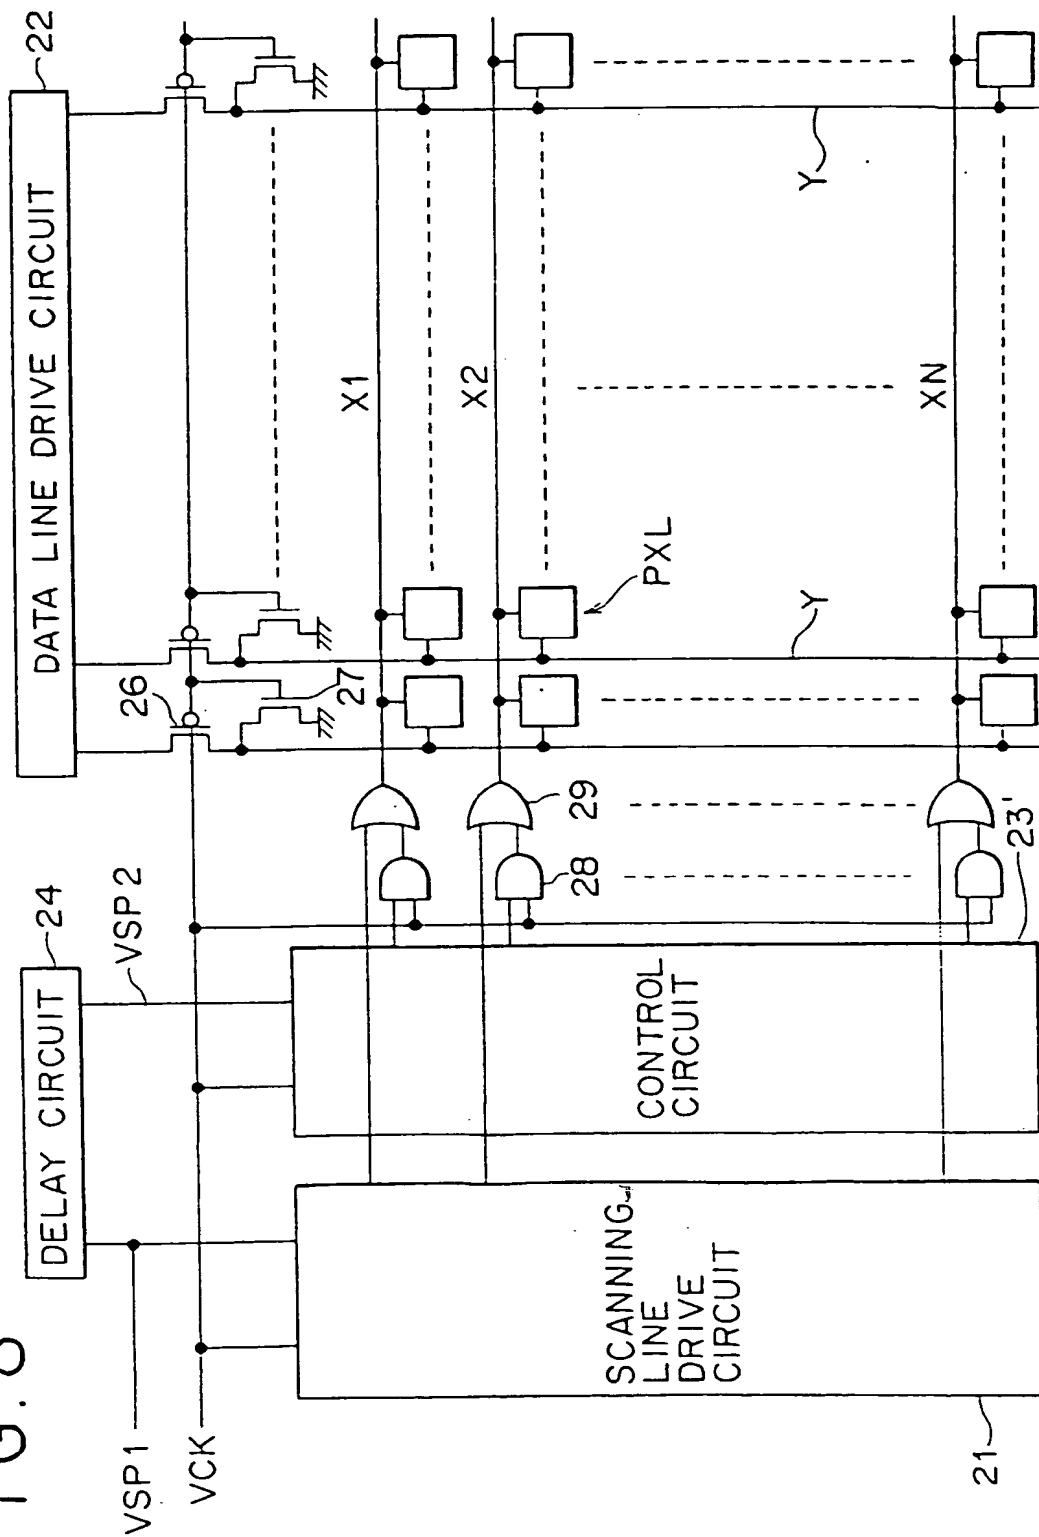 22
DATA LINE DRIVE CIRCUIT
24
DELAY CIRCUIT
VSP2
26
27
VSP1
VCK
X1
X2
XN
Y
Y
PXL
29
28
23'
CONTROL
CIRCUIT
SCANNING
LINE
DRIVE
CIRCUIT
21